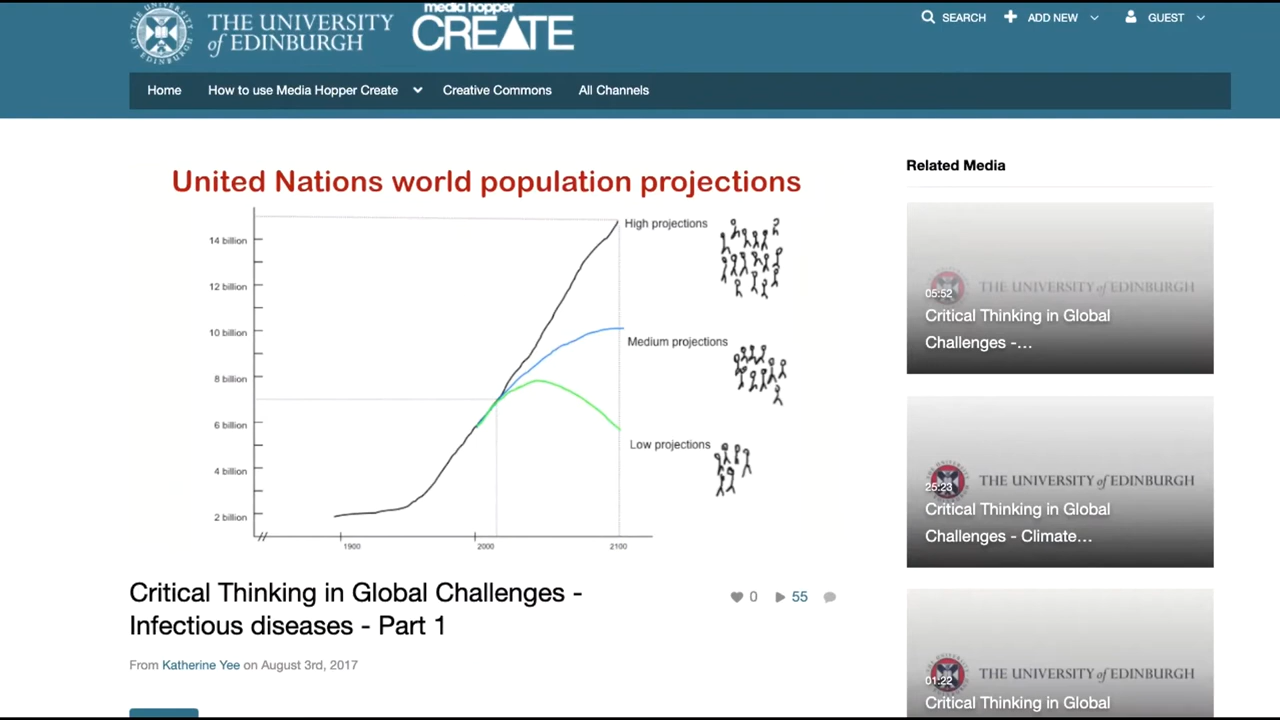 THE UNIVERSITY
of EDINBURGH
media hopper
CREATE
SEARCH
ADD NEW
GUEST
Home
How to use Media Hopper Create
Creative Commons
All Channels
United Nations world population projections
14 billion
12 billion
10 billion
8 billion
6 billion
4 billion
2 billion
1900
2000
2100
High projections
Medium projections
Low projections
Critical Thinking in Global Challenges -
Infectious diseases - Part 1
0
55
From Katherine Yee on August 3rd, 2017
Related Media
THE UNIVERSITY of EDINBURGH
05:52
Critical Thinking in Global
Challenges -…
THE UNIVERSITY of EDINBURGH
25:23
Critical Thinking in Global
Challenges - Climate…
THE UNIVERSITY of EDINBURGH
01:22
Critical Thinking in Global